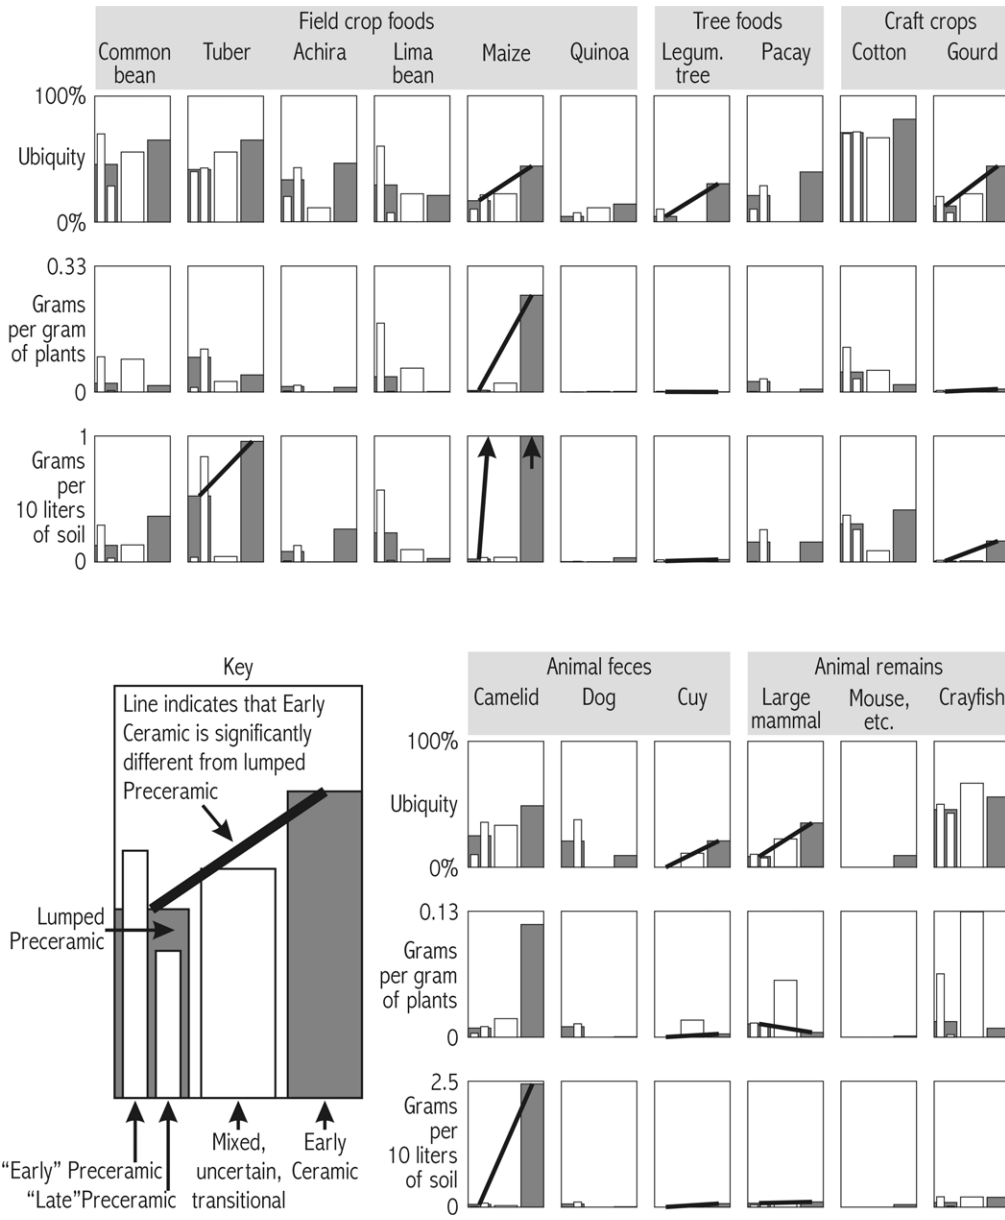 Field crop foods
Tree foods
Craft crops
Common
bean
Tuber
Achira
Lima
bean
Maize
Quinoa
Legum.
tree
Pacay
Cotton
Gourd
100%
Ubiquity
0%
0.33
Grams
per gram
of plants
0
1
Grams
per
10 liters
of soil
0
Key
Line indicates that Early
Ceramic is significantly
different from lumped
Preceramic
Lumped
Preceramic
"Early" Preceramic
"Late"Preceramic
Mixed,
uncertain,
transitional
Early
Ceramic
Animal feces
Animal remains
Camelid
Dog
Cuy
Large
mammal
Mouse,
etc.
Crayfish
100%
Ubiquity
0%
0.13
Grams
per gram
of plants
0
2.5
Grams
per
10 liters
of soil
0